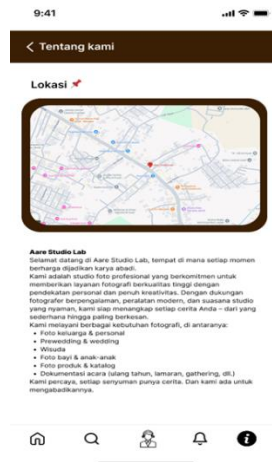 9:41
Tentang kami
Lokasi
Aare Studio Lab
Selamat datang di Aare Studio Lab, tempat di mana setiap momen
berharga dijadikan karya abadi.
Kami adalah studio foto profesional yang berkomitmen untuk
memberikan layanan fotografi berkualitas tinggi dengan
pendekatan personal dan penuh kreativitas. Dengan dukungan
fotografer berpengalaman, peralatan modern, dan suasana studio
yang nyaman, kami siap menangkap setiap cerita Anda – dari yang
sederhana hingga paling berkesan.
Kami melayani berbagai kebutuhan fotografi, di antaranya:
• Foto keluarga & personal
• Prewedding & wedding
• Wisuda
• Foto bayi & anak-anak
• Foto produk & katalog
• Dokumentasi acara (ulang tahun, lamaran, gathering, dll.)
Kami percaya, setiap senyuman punya cerita. Dan kami ada untuk
mengabadikannya.